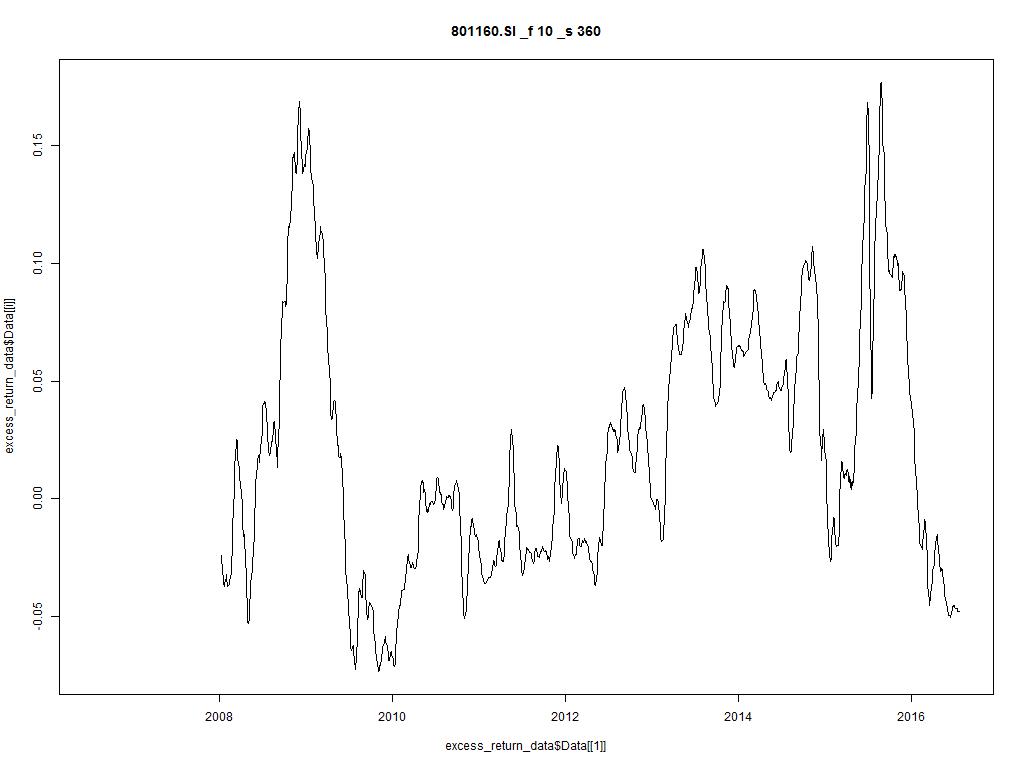 801160.SI _f 10 _s 360
excess_return_data$Data[[i]]
0.15
0.10
0.05
0.00
-0.05
2008 2010 2012 2014 2016
excess_return_data$Data[[1]]